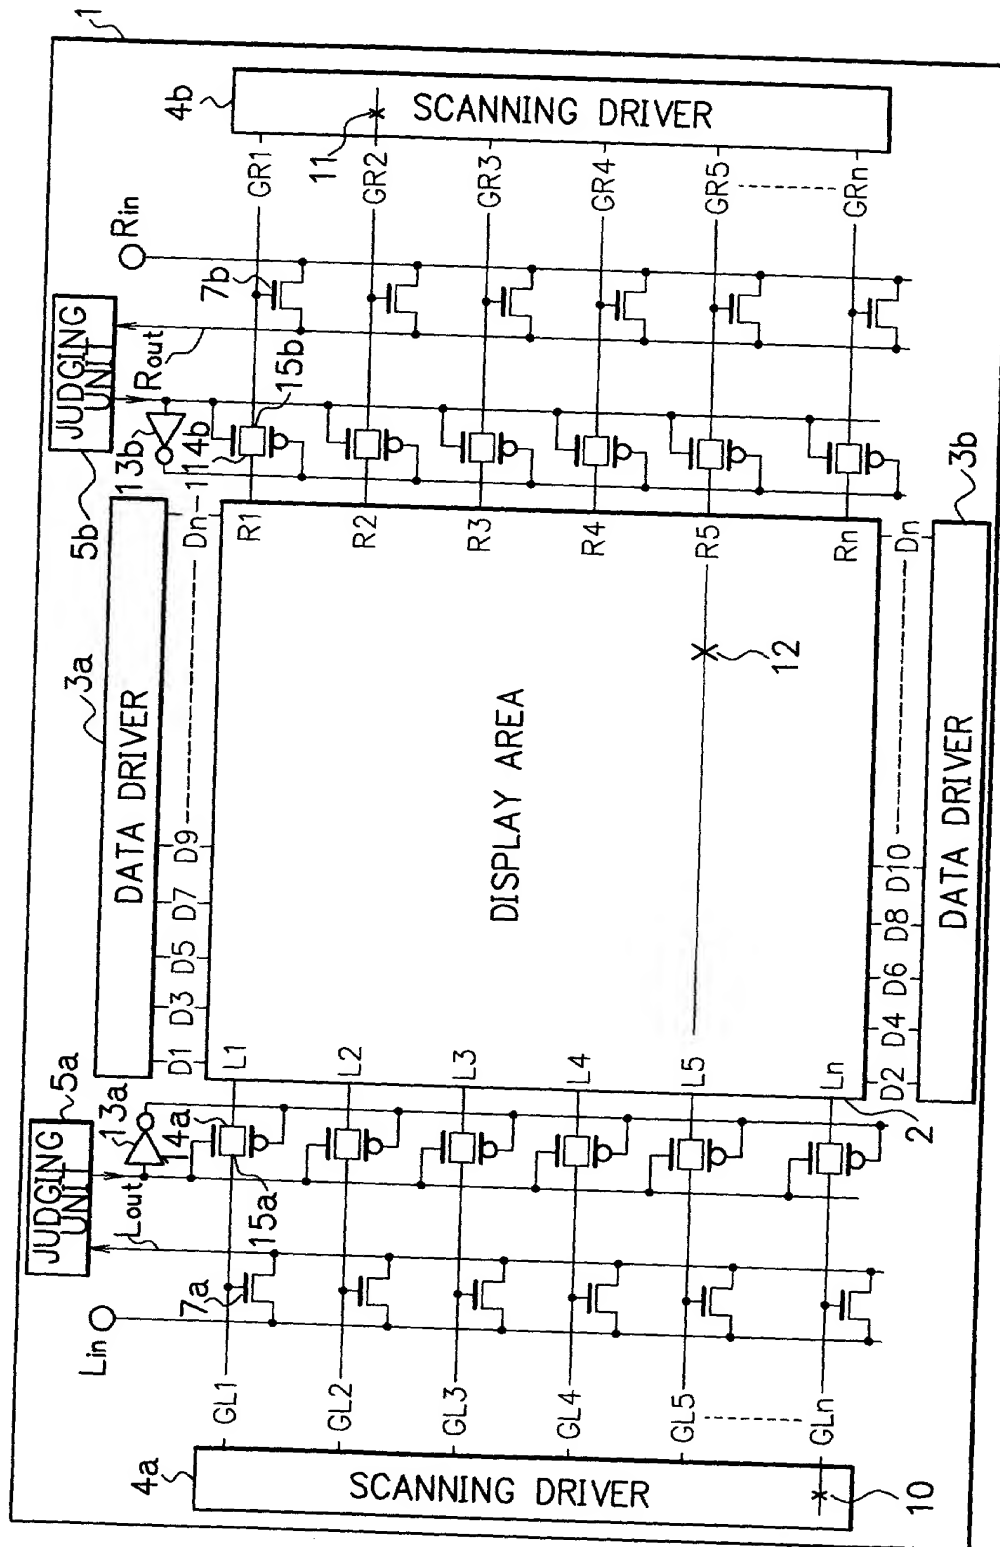 1
4b
SCANNING DRIVER
11
GR1
GR2
GR3
GR4
GR5
GRn
Rin
7b
JUDGING
UNIT
5b
Rout
13b
14b
15b
3a
DATA DRIVER
D1
D3
D5
D7
D9
Dn
R1
R2
R3
R4
R5
Rn
DISPLAY AREA
12
L1
L2
L3
L4
L5
Ln
D2
D4
D6
D8
D10
Dn
DATA DRIVER
3b
2
JUDGING
UNIT
5a
13a
14a
15a
Lout
7a
Lin
GL1
GL2
GL3
GL4
GL5
GLn
4a
SCANNING DRIVER
10